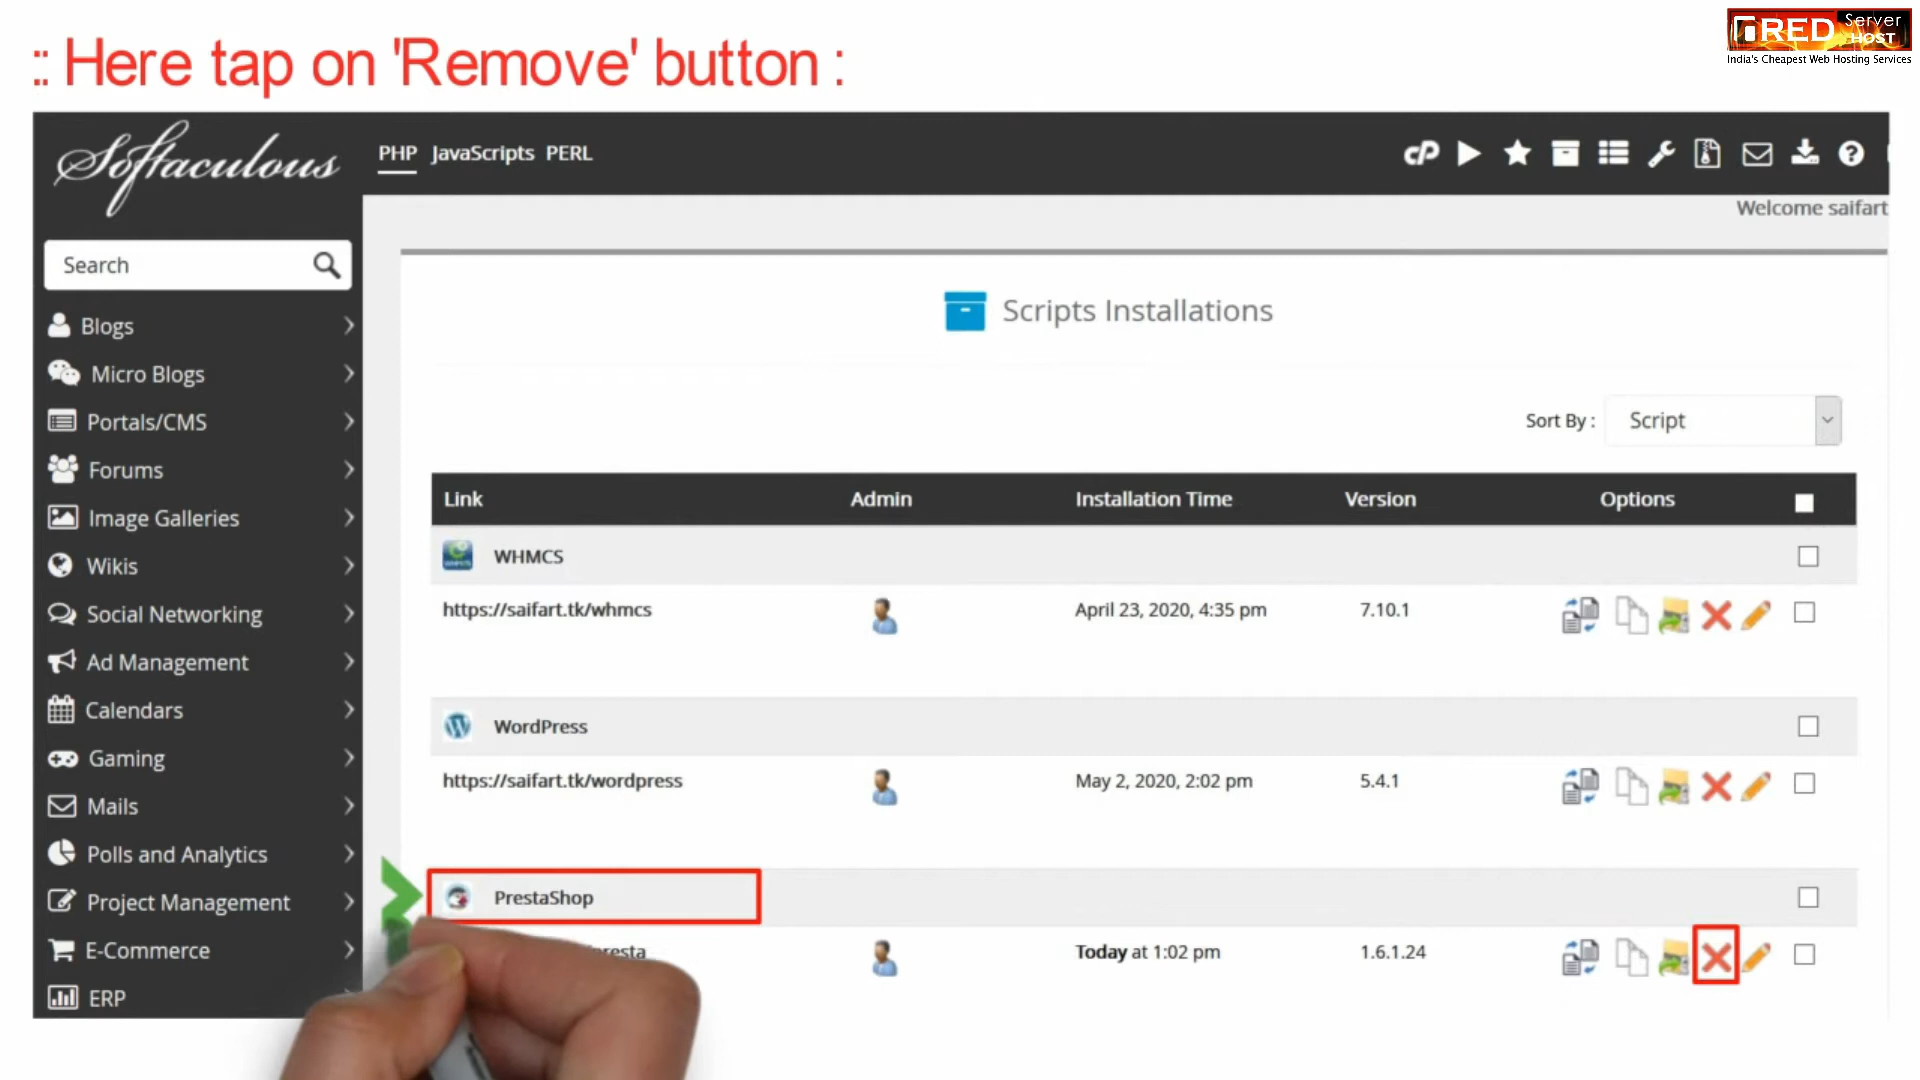 :: Here tap on 'Remove' button :
RED Server HOST
India's Cheapest Web Hosting Services
Softaculous
PHP JavaScripts PERL
cP
Welcome saifart
Search
Blogs
Micro Blogs
Portals/CMS
Forums
Image Galleries
Wikis
Social Networking
Ad Management
Calendars
Gaming
Mails
Polls and Analytics
Project Management
E-Commerce
ERP
Scripts Installations
Sort By : Script
Link Admin Installation Time Version Options
WHMCS
https://saifart.tk/whmcs April 23, 2020, 4:35 pm 7.10.1
WordPress
https://saifart.tk/wordpress May 2, 2020, 2:02 pm 5.4.1
PrestaShop
Today at 1:02 pm 1.6.1.24